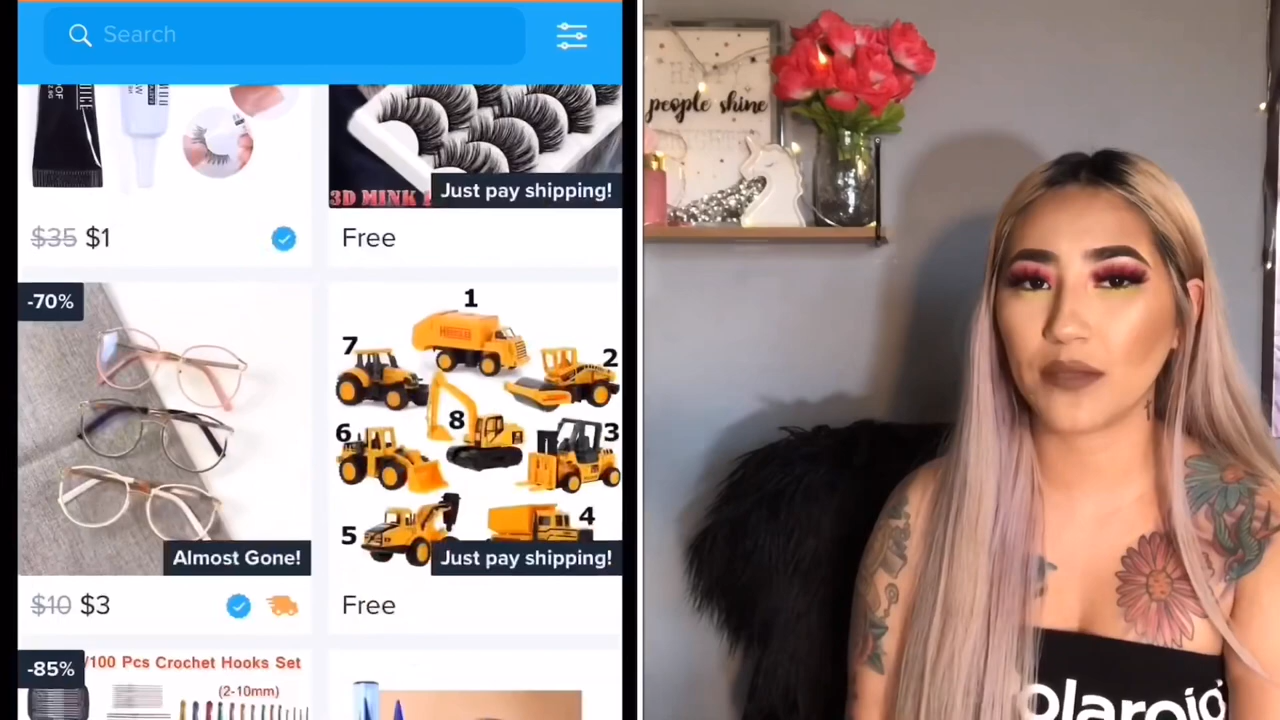 Search
3D MINK
Just pay shipping!
$35 $1
Free
-70%
1
7
2
8
6
3
5
4
Almost Gone!
Just pay shipping!
$10 $3
Free
-85%
/100 Pcs Crochet Hooks Set
(2-10mm)
people shine
olaroid